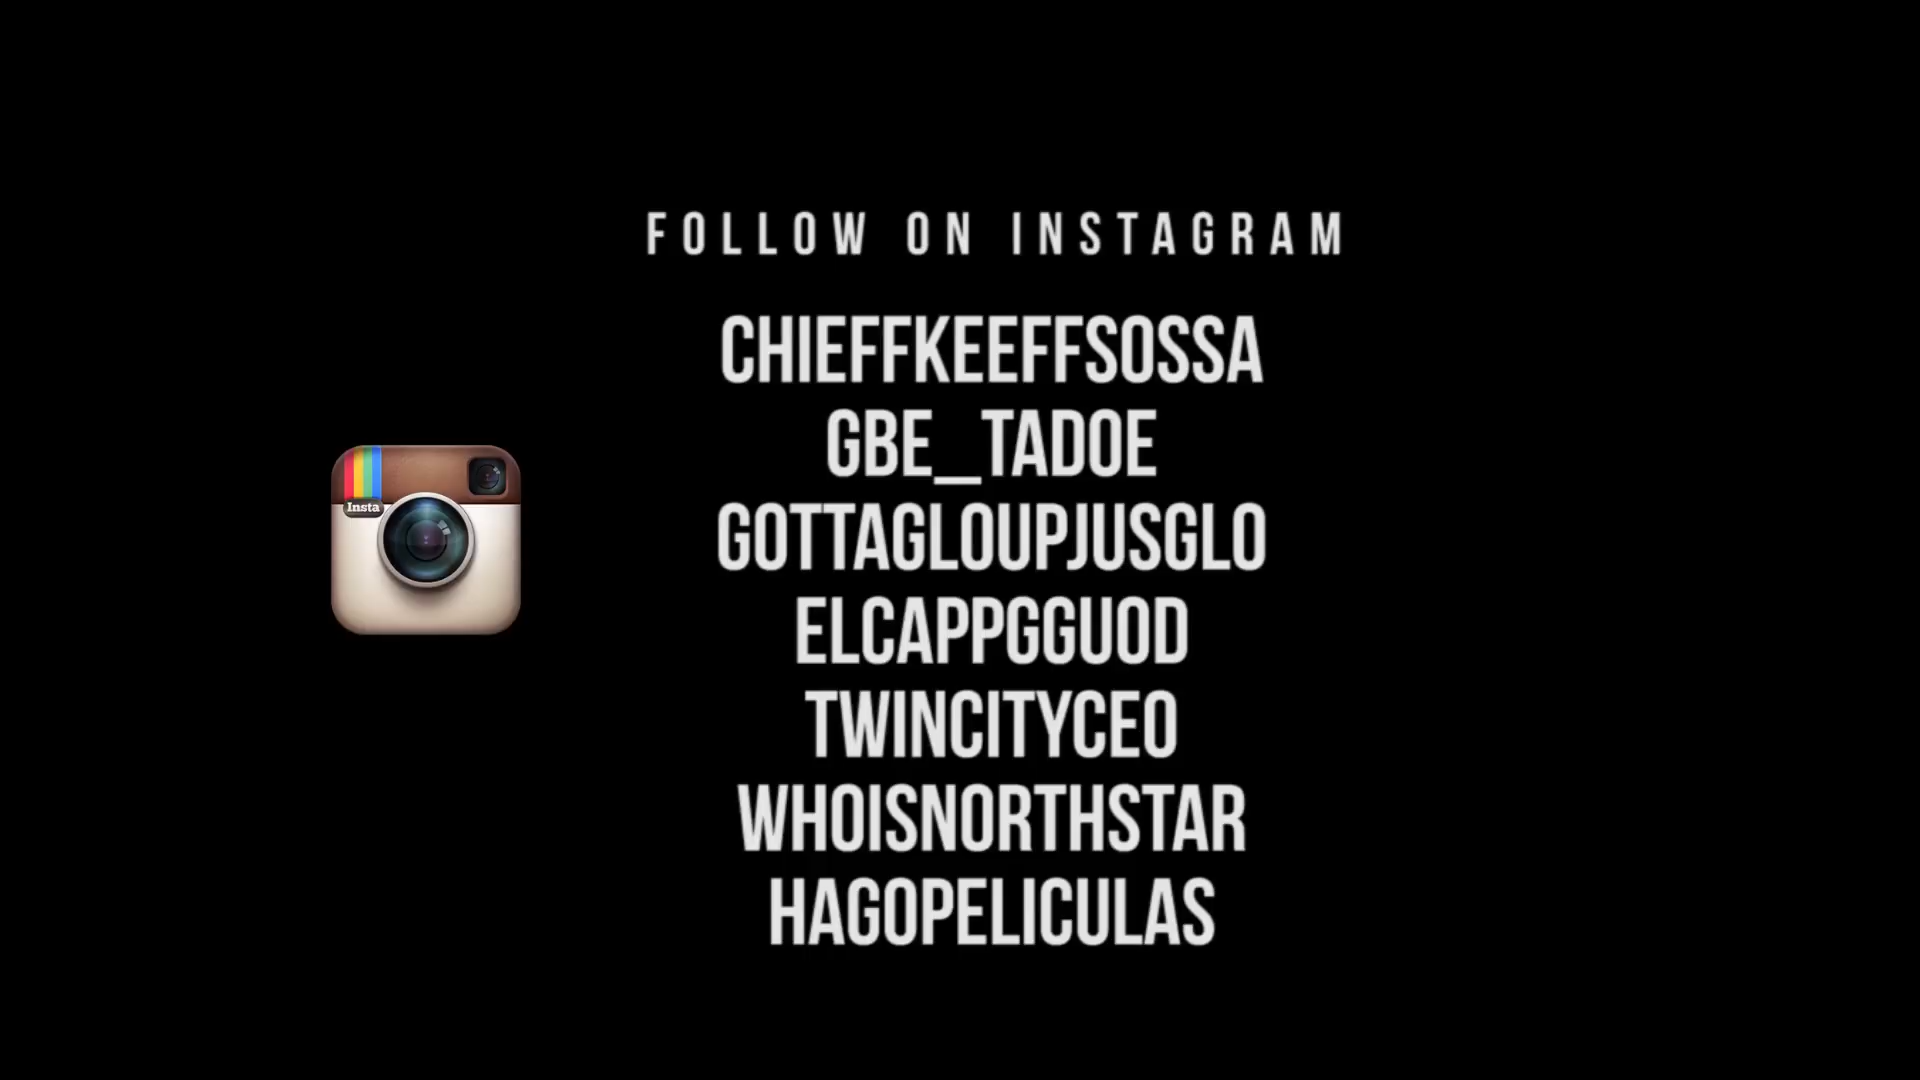 FOLLOW ON INSTAGRAM
CHIEFFKEEFFSOSSA
GBE_TADOE
GOTTAGLOUPJUSGLO
Insta
ELCAPPGGUOD
TWINCITYCEO
WHOISNORTHSTAR
HAGOPELICULAS